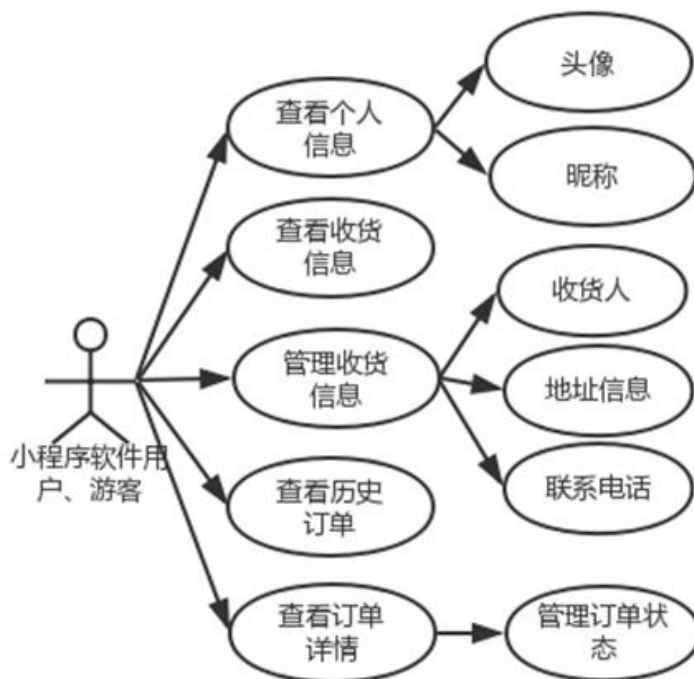 头像
查看个人
信息
昵称
查看收货
信息
收货人
管理收货
信息
地址信息
小程序软件用
户、游客
联系电话
查看历史
订单
查看订单
详情
管理订单状
态